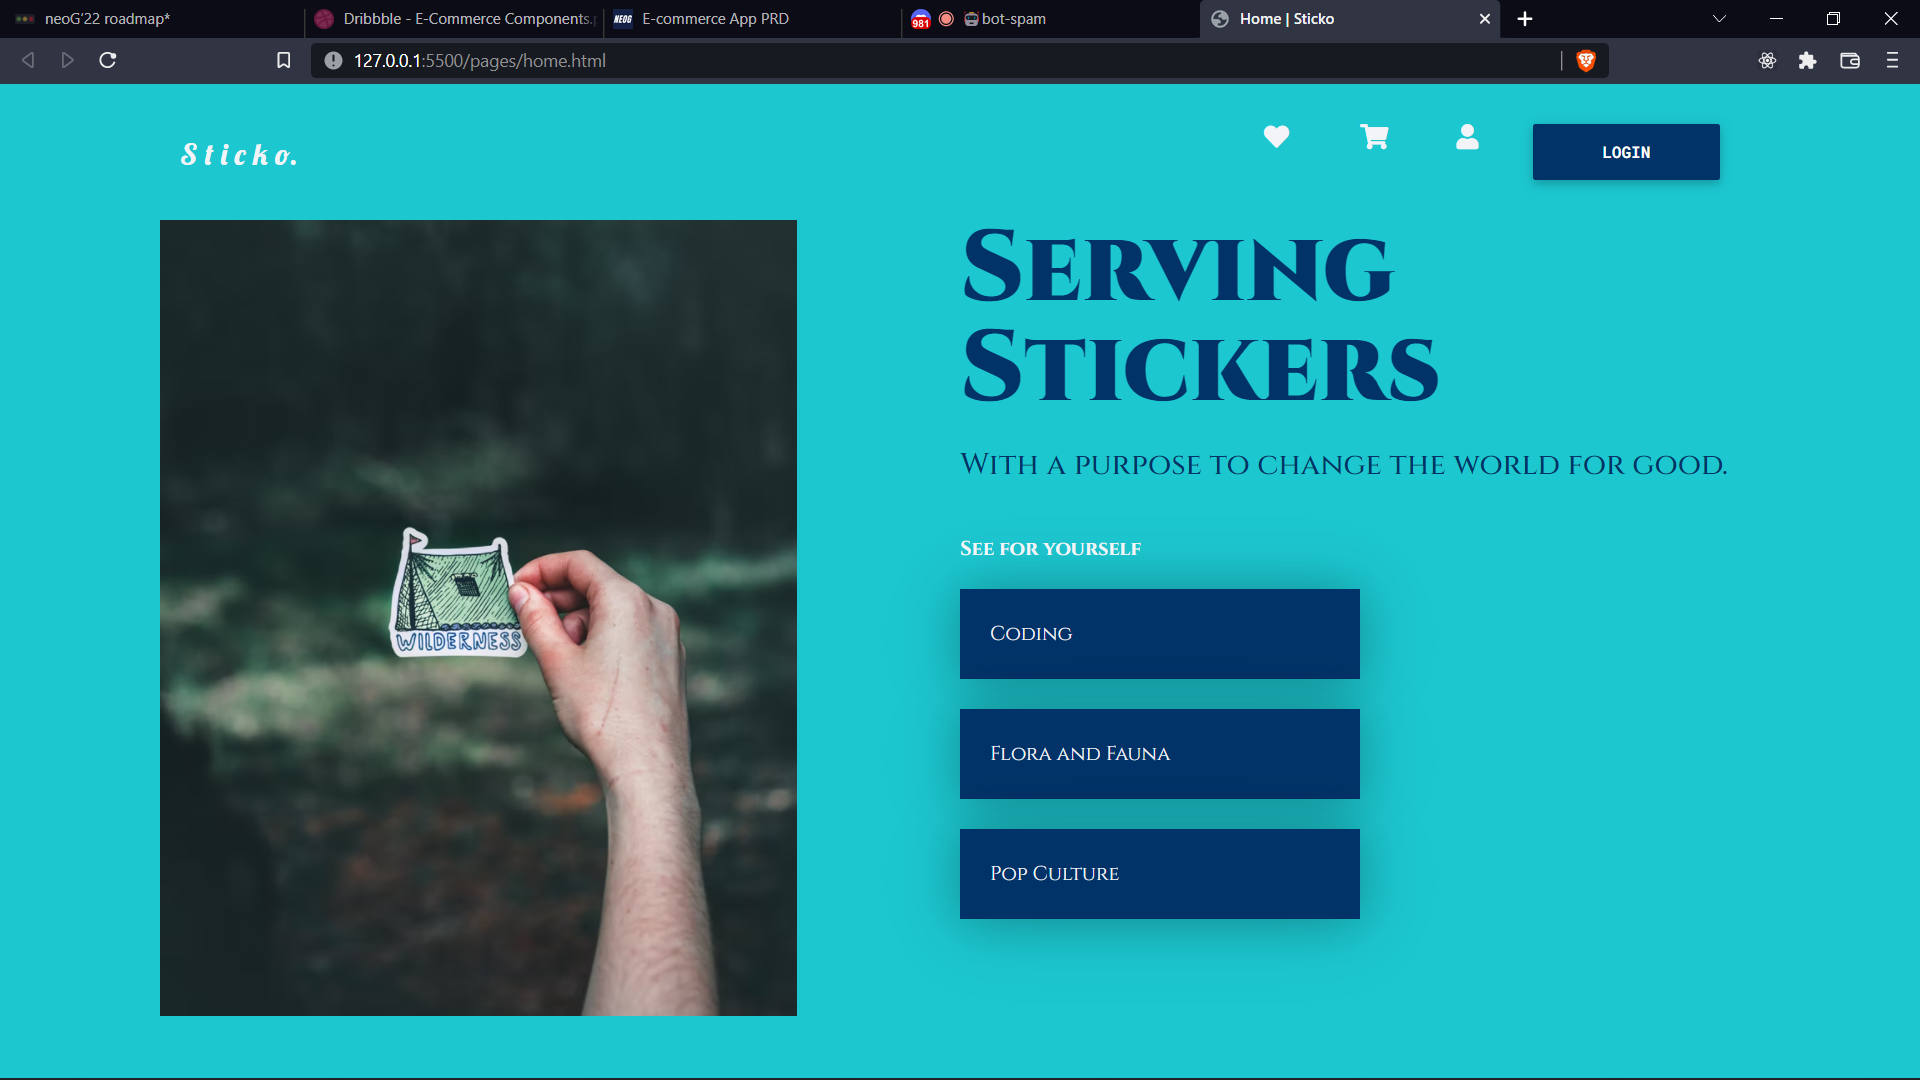 neoG'22 roadmap*
Dribbble - E-Commerce Components.p
NEOG E-commerce App PRD
981 bot-spam
Home | Sticko
127.0.0.1:5500/pages/home.html
Sticko.
LOGIN
Serving
Stickers
With a purpose to change the world for good.
See for yourself
Coding
Flora and Fauna
Pop Culture
WILDERNESS